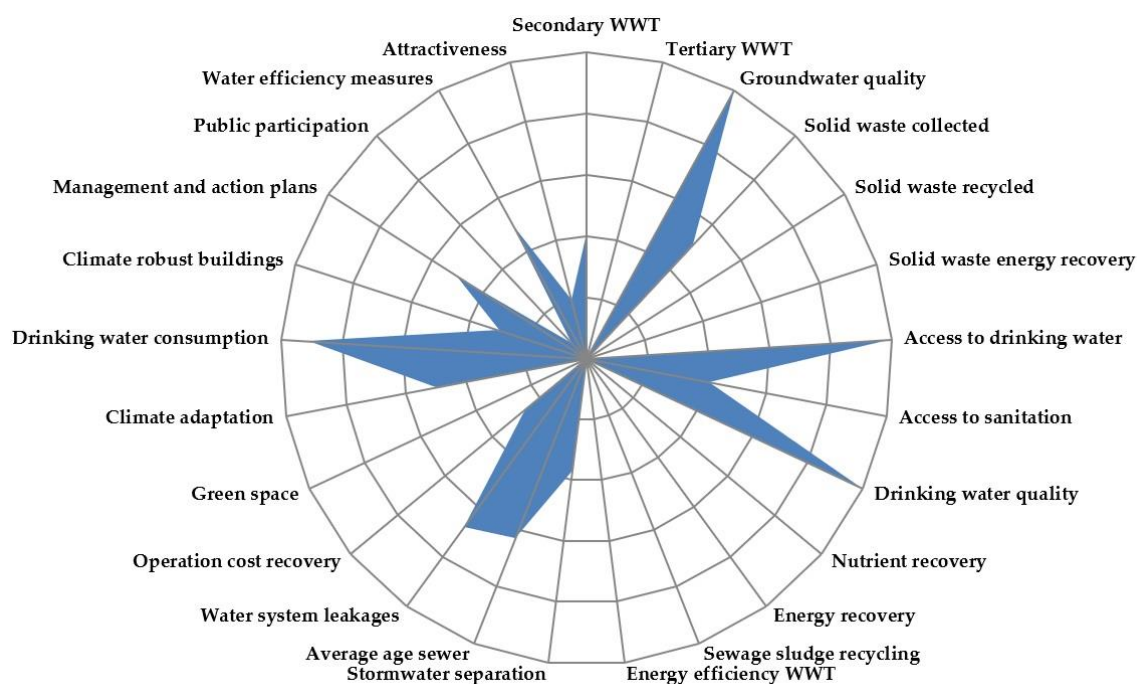 Secondary WWT
Tertiary WWT
Groundwater quality
Solid waste collected
Solid waste recycled
Solid waste energy recovery
Access to drinking water
Access to sanitation
Drinking water quality
Nutrient recovery
Energy recovery
Sewage sludge recycling
Energy efficiency WWT
Stormwater separation
Average age sewer
Water system leakages
Operation cost recovery
Green space
Climate adaptation
Drinking water consumption
Climate robust buildings
Management and action plans
Public participation
Water efficiency measures
Attractiveness